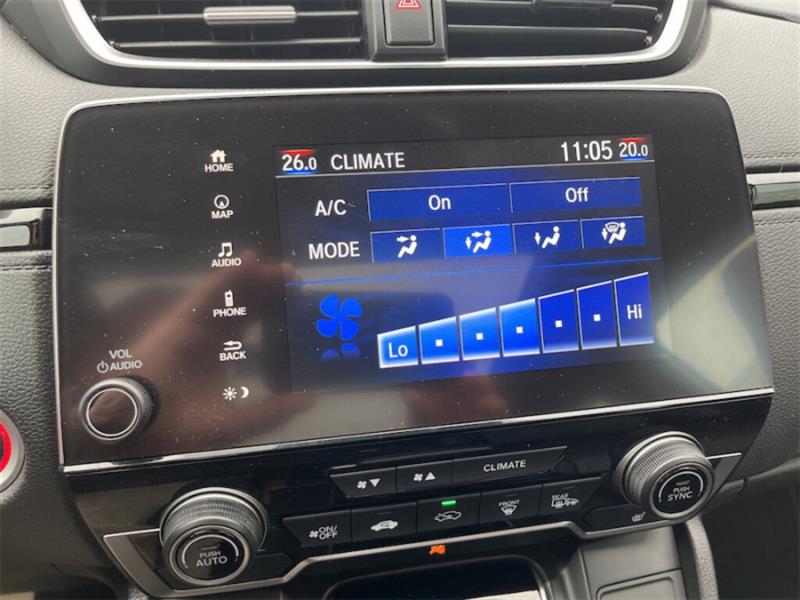 26.0 CLIMATE 11:05 20.0
HOME
A/C On Off
MAP
MODE
AUDIO
PHONE
Lo Hi
BACK
VOL
AUDIO
CLIMATE
ON/
OFF
FRONT
REAR
PUSH
AUTO
PUSH
SYNC